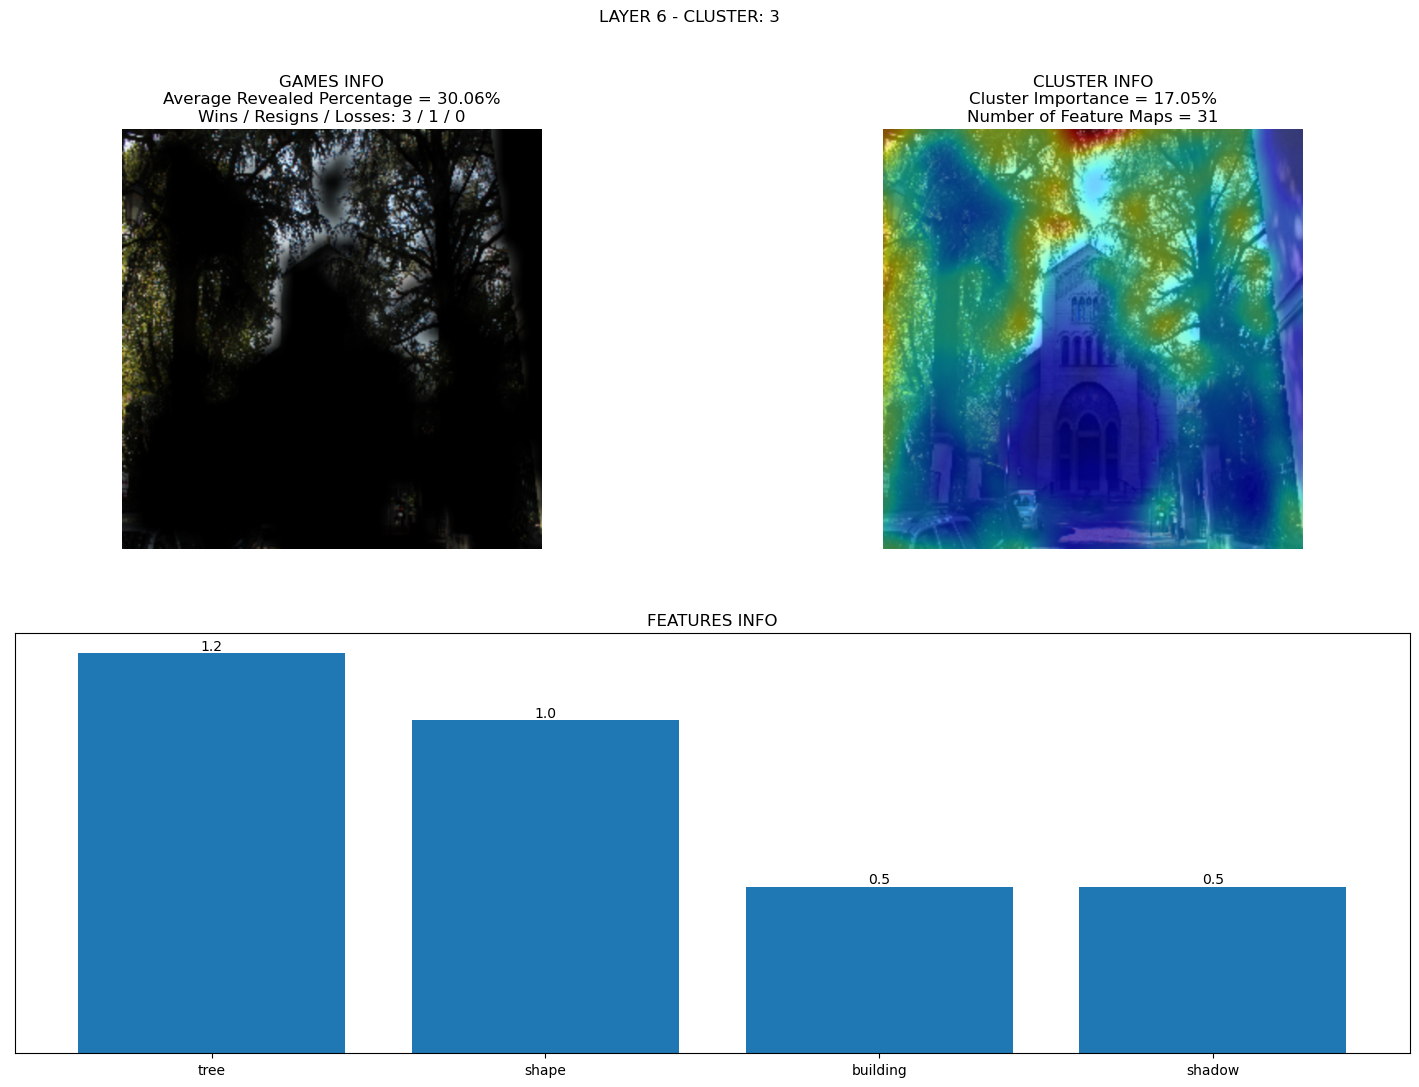 LAYER 6 - CLUSTER: 3
GAMES INFO
Average Revealed Percentage = 30.06%
Wins / Resigns / Losses: 3 / 1 / 0
CLUSTER INFO
Cluster Importance = 17.05%
Number of Feature Maps = 31
FEATURES INFO
1.2
1.0
0.5
0.5
tree
shape
building
shadow